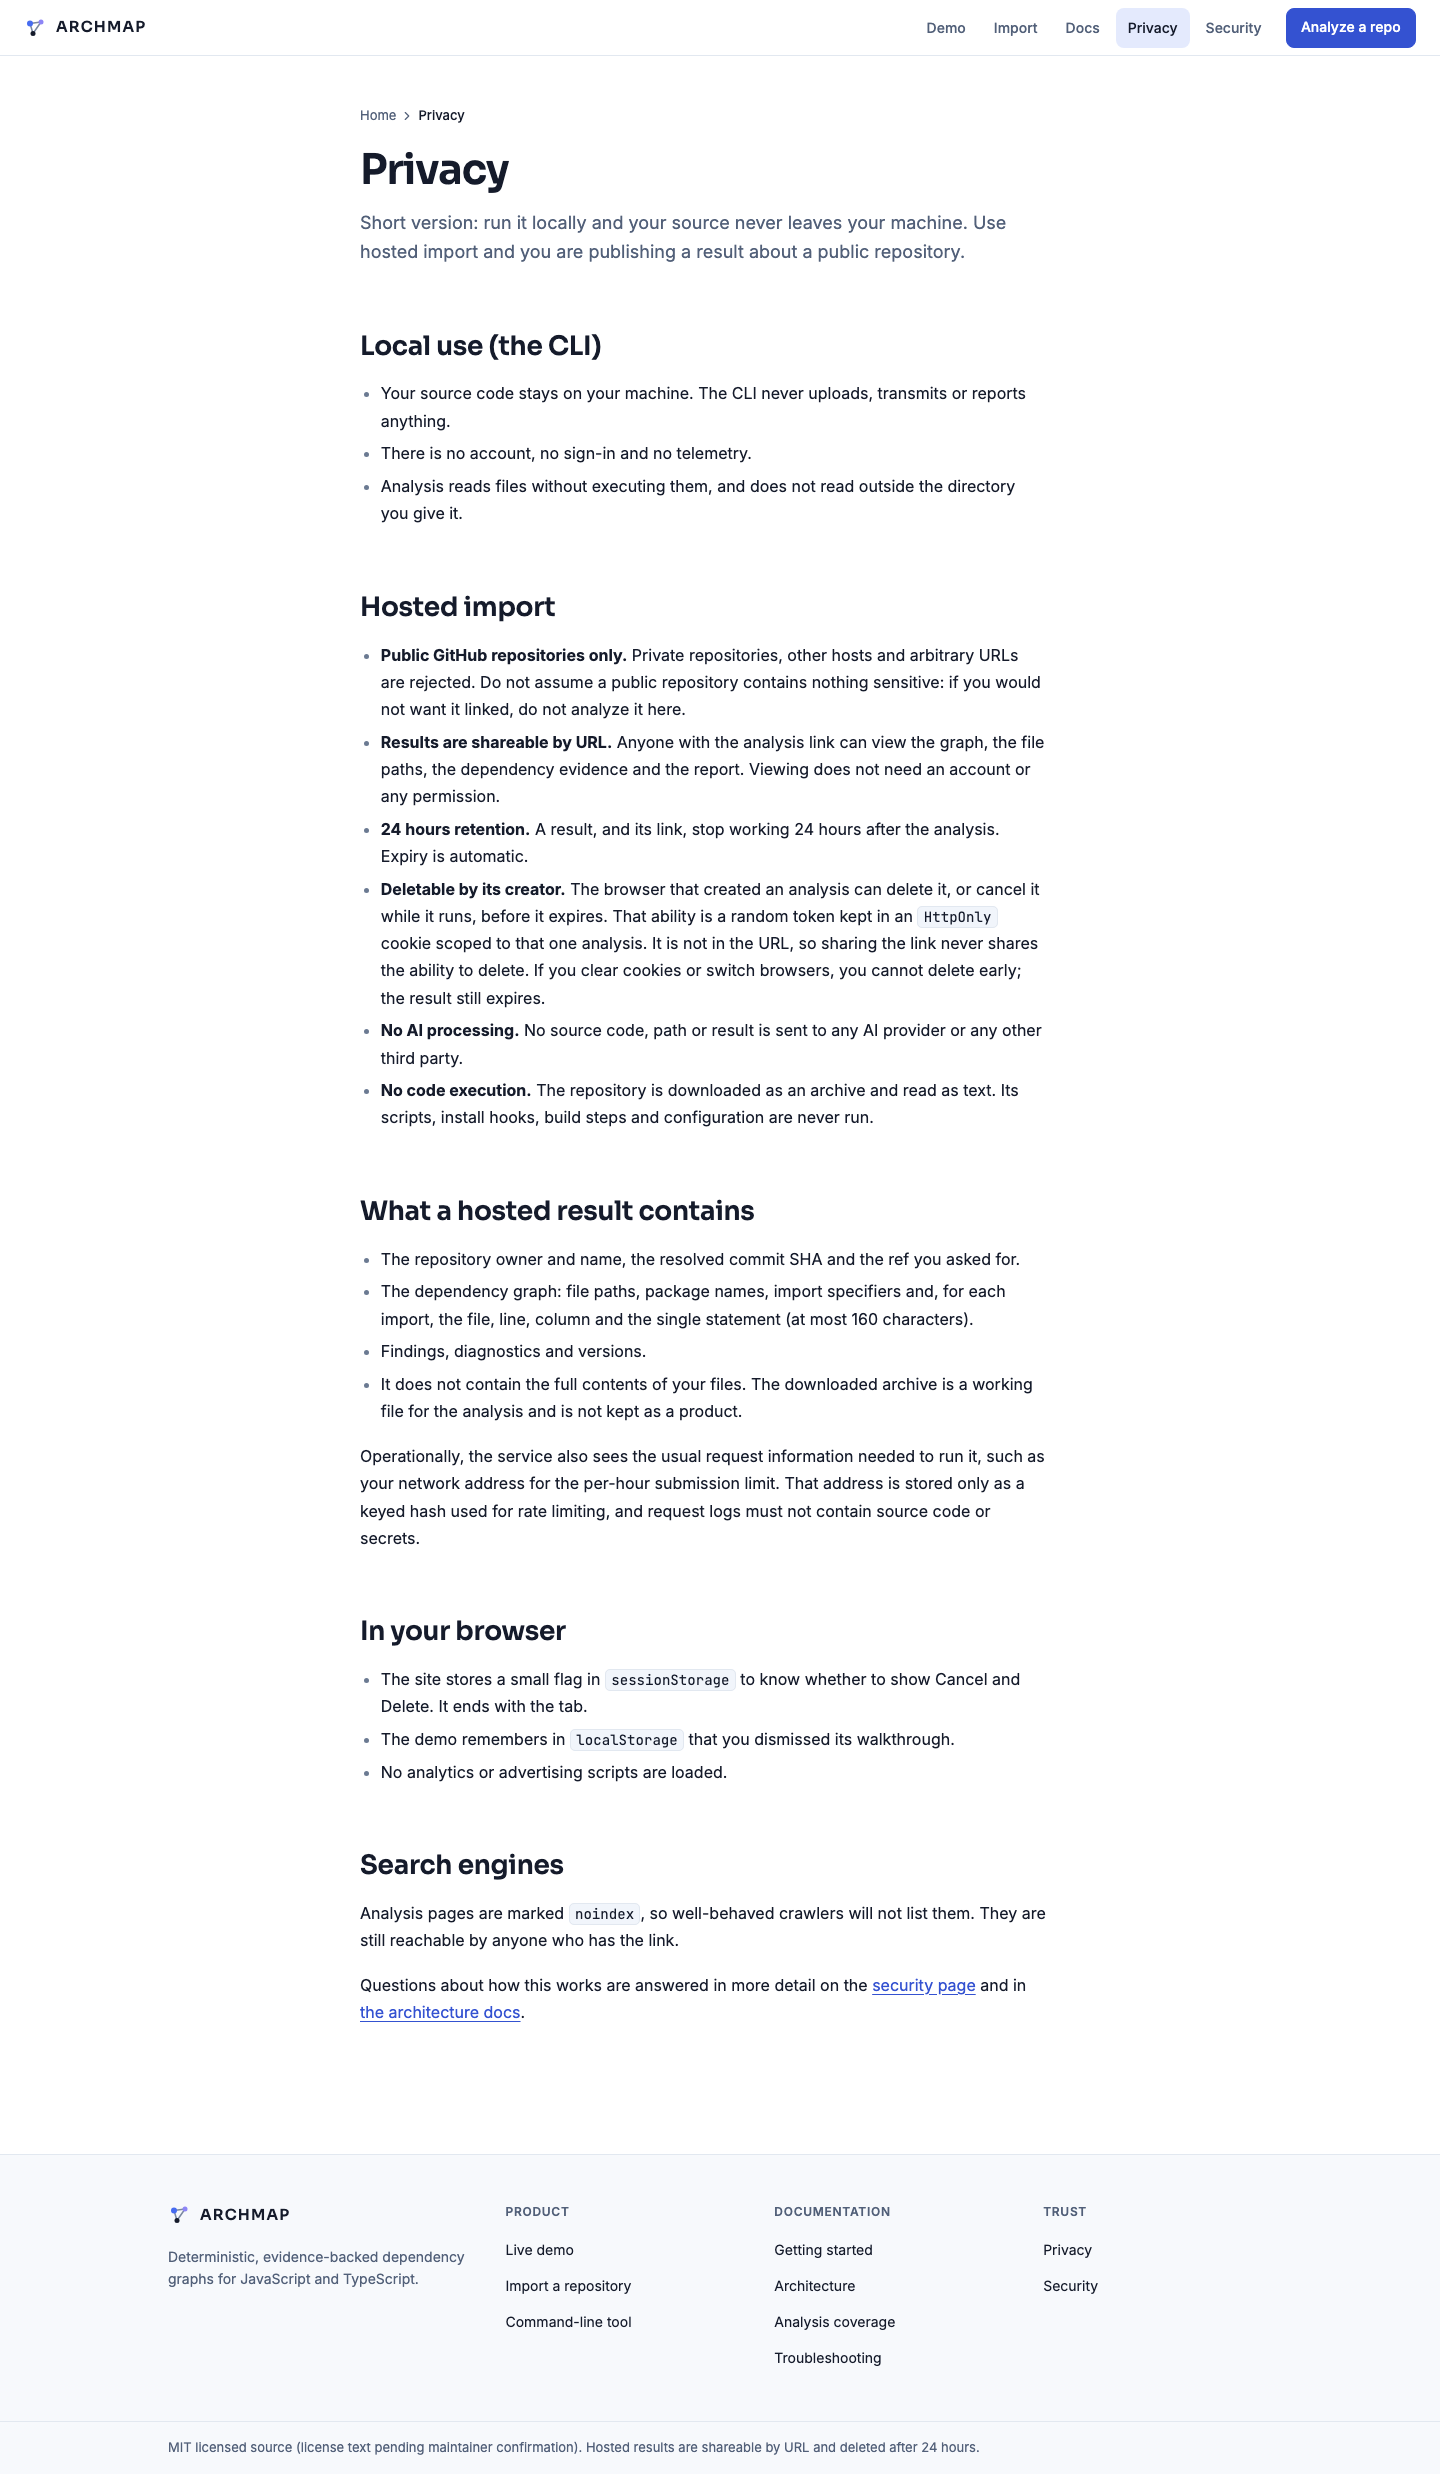 ARCHMAP
Demo
Import
Docs
Privacy
Security
Analyze a repo
Home > Privacy
Privacy
Short version: run it locally and your source never leaves your machine. Use
hosted import and you are publishing a result about a public repository.
Local use (the CLI)
• Your source code stays on your machine. The CLI never uploads, transmits or reports
anything.
• There is no account, no sign-in and no telemetry.
• Analysis reads files without executing them, and does not read outside the directory
you give it.
Hosted import
• Public GitHub repositories only. Private repositories, other hosts and arbitrary URLs
are rejected. Do not assume a public repository contains nothing sensitive: if you would
not want it linked, do not analyze it here.
• Results are shareable by URL. Anyone with the analysis link can view the graph, the file
paths, the dependency evidence and the report. Viewing does not need an account or
any permission.
• 24 hours retention. A result, and its link, stop working 24 hours after the analysis.
Expiry is automatic.
• Deletable by its creator. The browser that created an analysis can delete it, or cancel it
while it runs, before it expires. That ability is a random token kept in an HttpOnly
cookie scoped to that one analysis. It is not in the URL, so sharing the link never shares
the ability to delete. If you clear cookies or switch browsers, you cannot delete early;
the result still expires.
• No AI processing. No source code, path or result is sent to any AI provider or any other
third party.
• No code execution. The repository is downloaded as an archive and read as text. Its
scripts, install hooks, build steps and configuration are never run.
What a hosted result contains
• The repository owner and name, the resolved commit SHA and the ref you asked for.
• The dependency graph: file paths, package names, import specifiers and, for each
import, the file, line, column and the single statement (at most 160 characters).
• Findings, diagnostics and versions.
• It does not contain the full contents of your files. The downloaded archive is a working
file for the analysis and is not kept as a product.
Operationally, the service also sees the usual request information needed to run it, such as
your network address for the per-hour submission limit. That address is stored only as a
keyed hash used for rate limiting, and request logs must not contain source code or
secrets.
In your browser
• The site stores a small flag in sessionStorage to know whether to show Cancel and
Delete. It ends with the tab.
• The demo remembers in localStorage that you dismissed its walkthrough.
• No analytics or advertising scripts are loaded.
Search engines
Analysis pages are marked noindex, so well-behaved crawlers will not list them. They are
still reachable by anyone who has the link.
Questions about how this works are answered in more detail on the security page and in
the architecture docs.
ARCHMAP
Deterministic, evidence-backed dependency
graphs for JavaScript and TypeScript.
PRODUCT
Live demo
Import a repository
Command-line tool
DOCUMENTATION
Getting started
Architecture
Analysis coverage
Troubleshooting
TRUST
Privacy
Security
MIT licensed source (license text pending maintainer confirmation). Hosted results are shareable by URL and deleted after 24 hours.